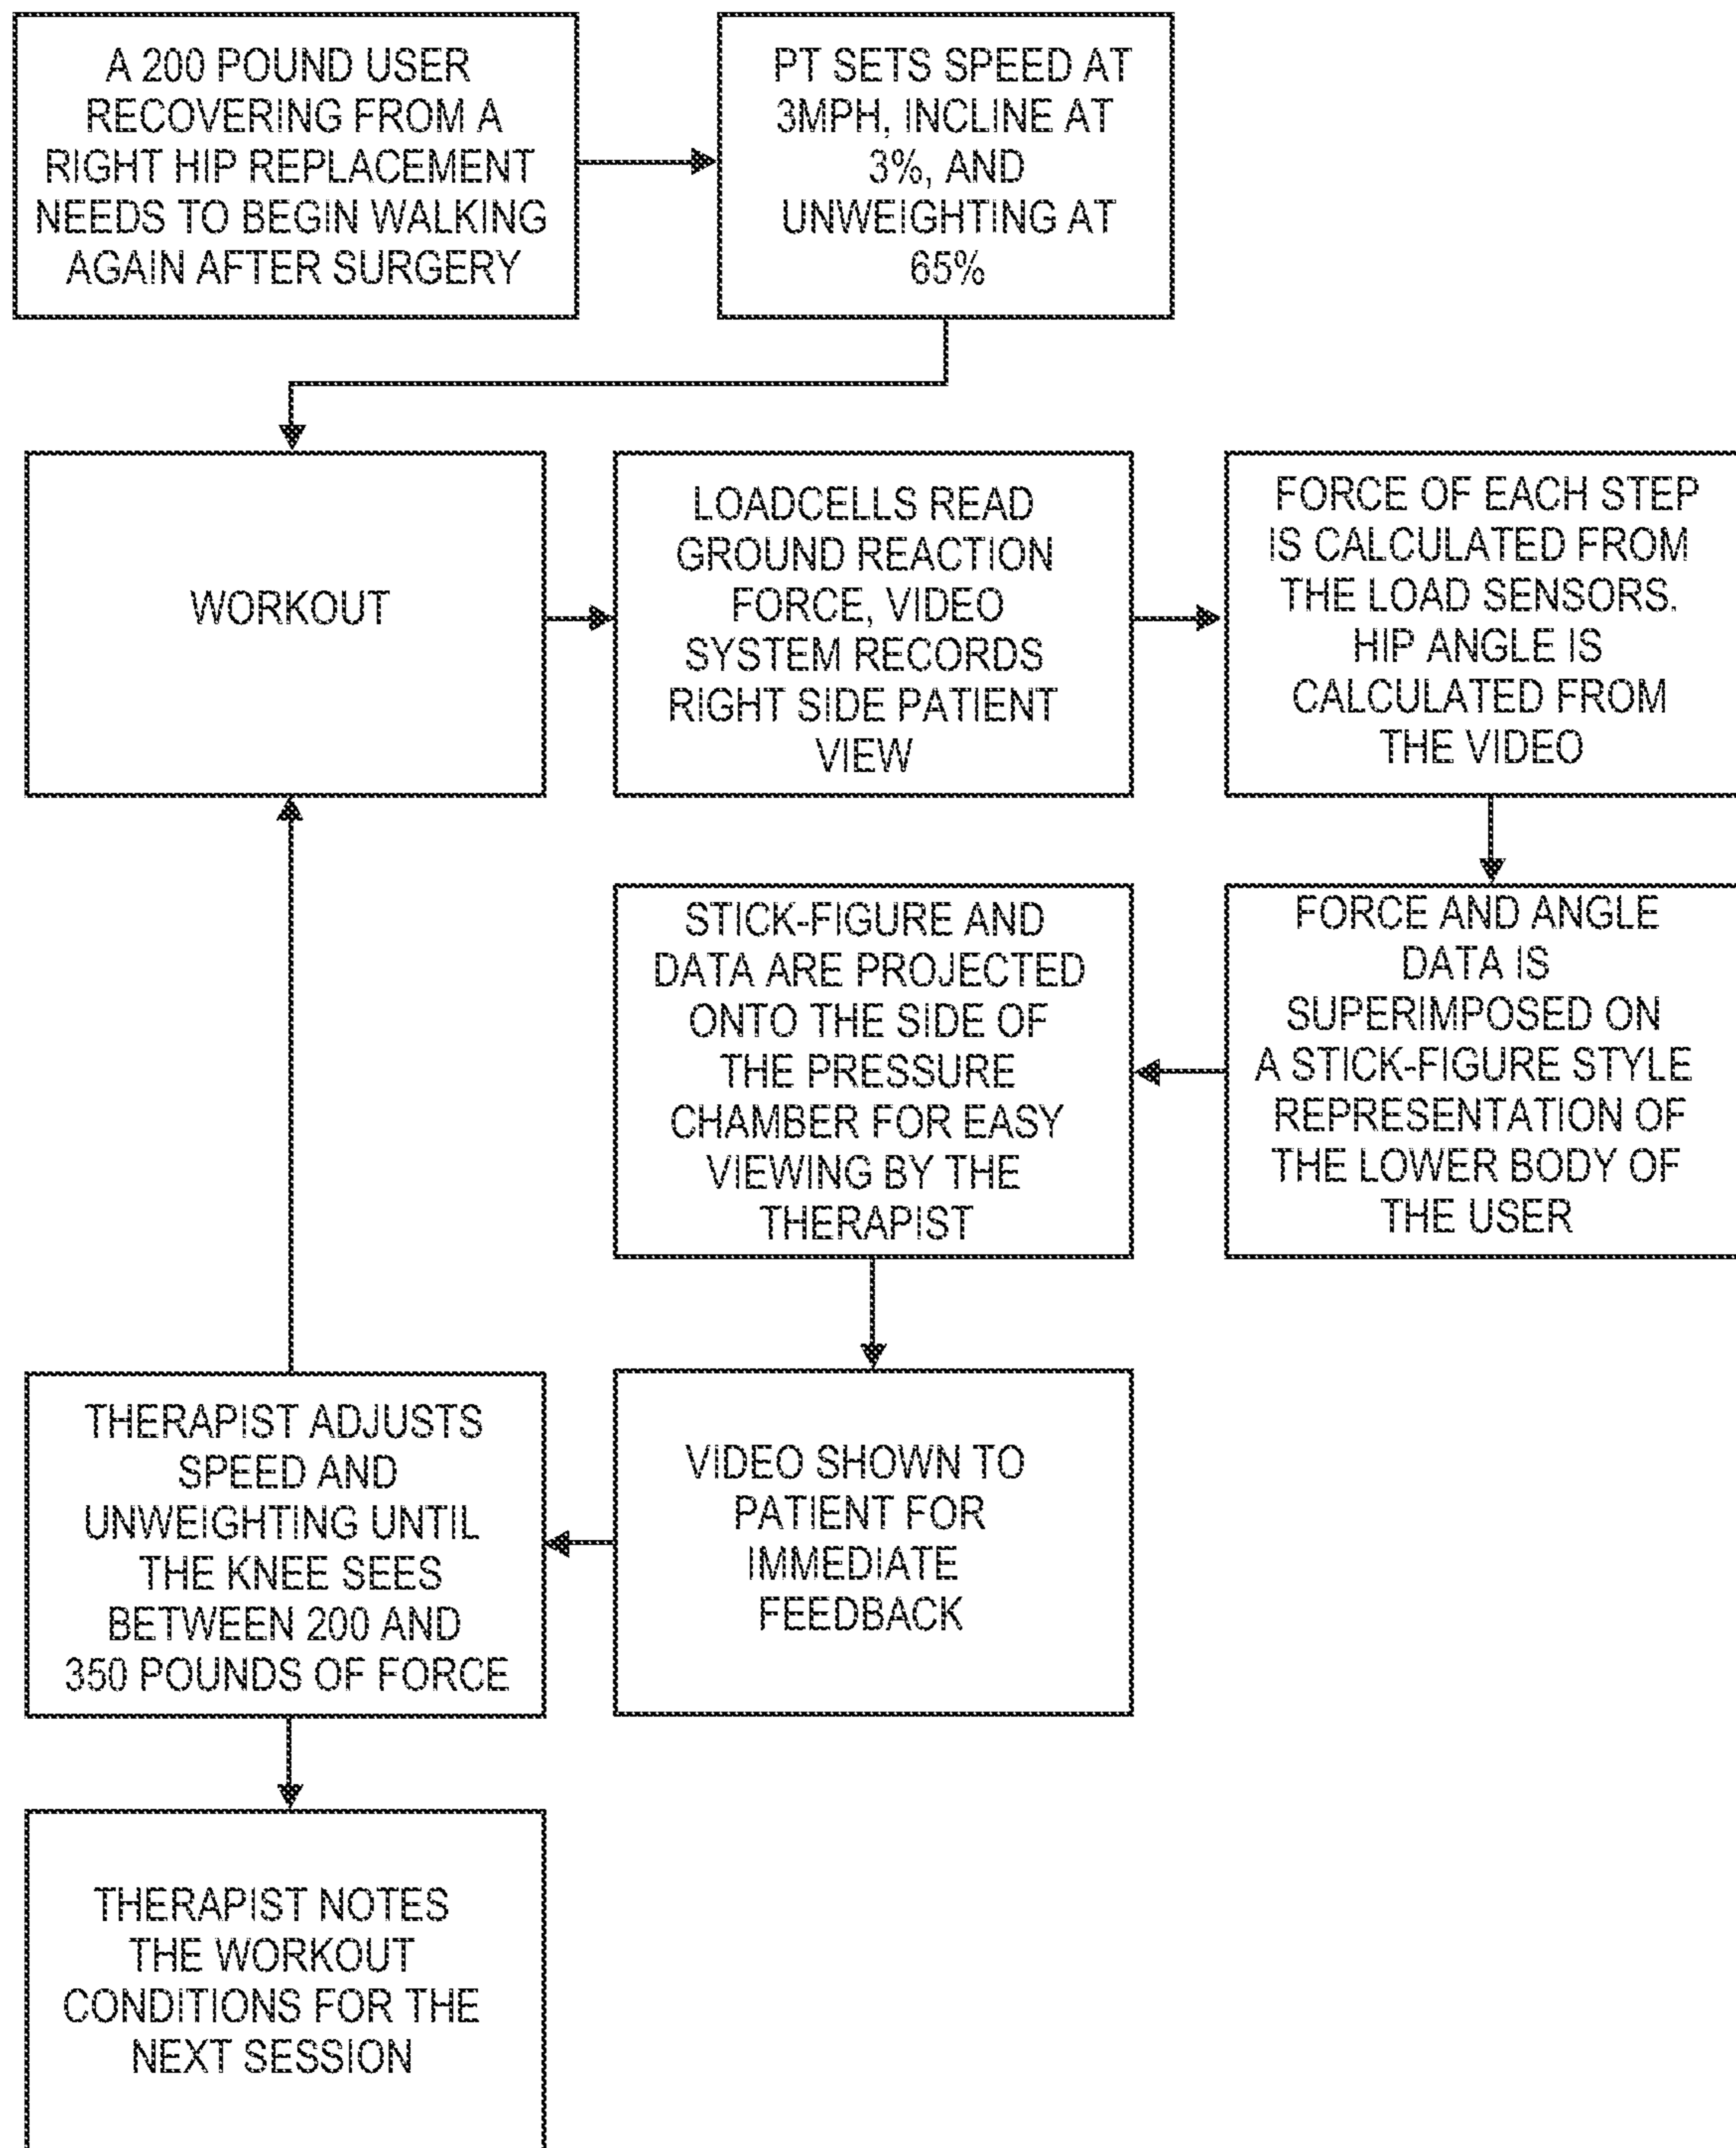 A 200 POUND USER
RECOVERING FROM A
RIGHT HIP REPLACEMENT
NEEDS TO BEGIN WALKING
AGAIN AFTER SURGERY
PT SETS SPEED AT
3MPH, INCLINE AT
3%, AND
UNWEIGHTING AT
65%
WORKOUT
LOADCELLS READ
GROUND REACTION
FORCE, VIDEO
SYSTEM RECORDS
RIGHT SIDE PATIENT
VIEW
FORCE OF EACH STEP
IS CALCULATED FROM
THE LOAD SENSORS.
HIP ANGLE IS
CALCULATED FROM
THE VIDEO
FORCE AND ANGLE
DATA IS
SUPERIMPOSED ON
A STICK-FIGURE STYLE
REPRESENTATION OF
THE LOWER BODY OF
THE USER
STICK-FIGURE AND
DATA ARE PROJECTED
ONTO THE SIDE OF
THE PRESSURE
CHAMBER FOR EASY
VIEWING BY THE
THERAPIST
VIDEO SHOWN TO
PATIENT FOR
IMMEDIATE
FEEDBACK
THERAPIST ADJUSTS
SPEED AND
UNWEIGHTING UNTIL
THE KNEE SEES
BETWEEN 200 AND
350 POUNDS OF FORCE
THERAPIST NOTES
THE WORKOUT
CONDITIONS FOR THE
NEXT SESSION